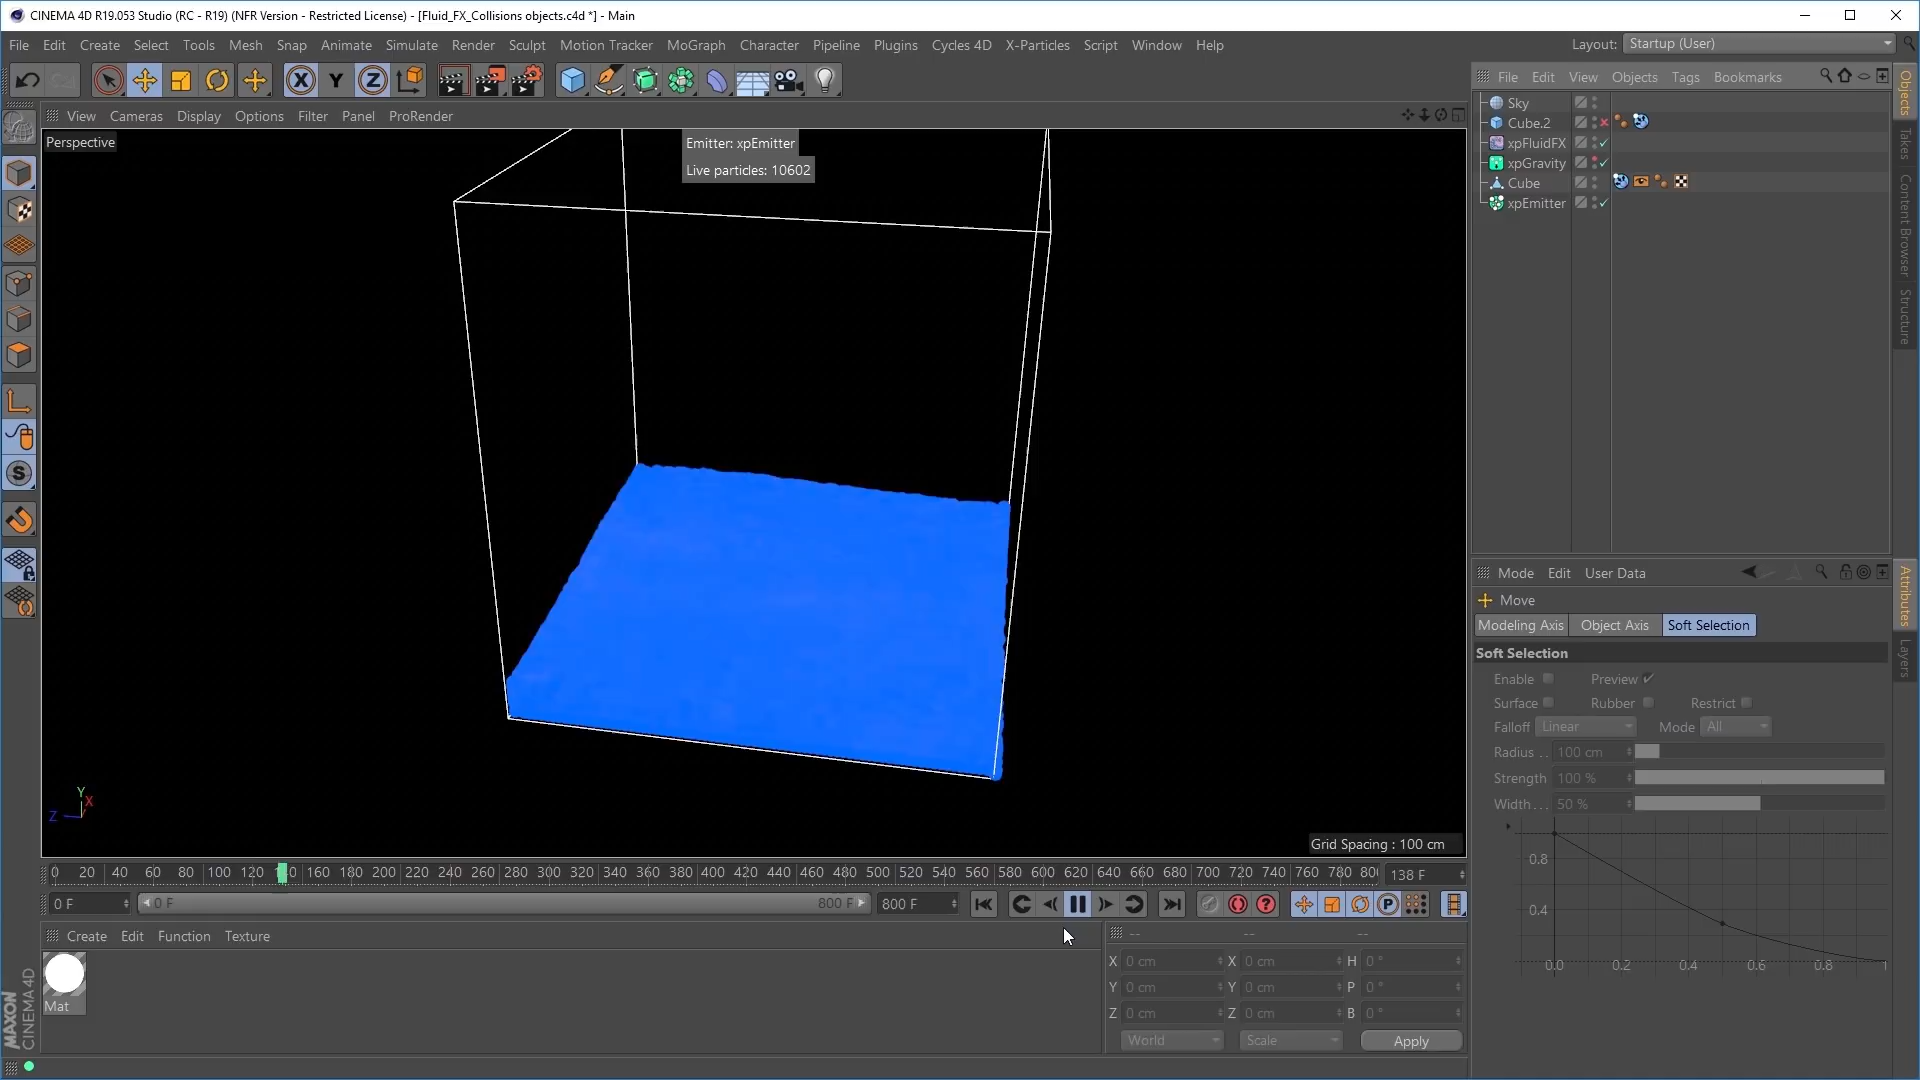 CINEMA 4D R19.053 Studio (RC - R19) (NFR Version - Restricted License) - [Fluid_FX_Collisions objects.c4d *] - Main
File Edit Create Select Tools Mesh Snap Animate Simulate Render Sculpt Motion Tracker MoGraph Character Pipeline Plugins Cycles 4D X-Particles Script Window Help
Layout: Startup (User)
X Y Z
View Cameras Display Options Filter Panel ProRender
Perspective
Emitter: xpEmitter
Live particles: 10602
Y
X
Z
Grid Spacing : 100 cm
File Edit View Objects Tags Bookmarks
Sky
Cube.2
xpFluidFX
xpGravity
Cube
xpEmitter
Objects
Takes
Content Browser
Structure
Mode Edit User Data
Move
Modeling Axis Object Axis Soft Selection
Soft Selection
Enable Preview
Surface Rubber Restrict
Falloff Linear Mode All
Radius . . 100 cm
Strength 100 %
Width . . . 50 %
0.8
0.4
0.0 0.2 0.4 0.6 0.8 1
Attributes
Layers
0 20 40 60 80 100 120 160 180 200 220 240 260 280 300 320 340 360 380 400 420 440 460 480 500 520 540 560 580 600 620 640 660 680 700 720 740 760 780 80
138 F
0 F 0 F 800 F 800 F
P
Create Edit Function Texture
Mat
-- -- --
X 0 cm X 0 cm H 0 °
Y 0 cm Y 0 cm P 0 °
Z 0 cm Z 0 cm B 0 °
World Scale Apply
MAXON
CINEMA 4D